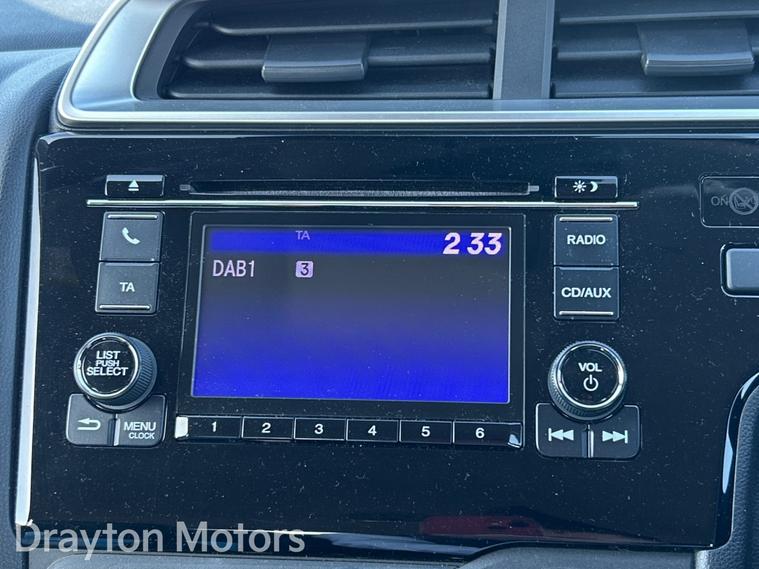 TA
2 33
DAB1 3
TA
RADIO
CD/AUX
LIST
PUSH
SELECT
VOL
MENU
CLOCK
1 2 3 4 5 6
ON
Drayton Motors